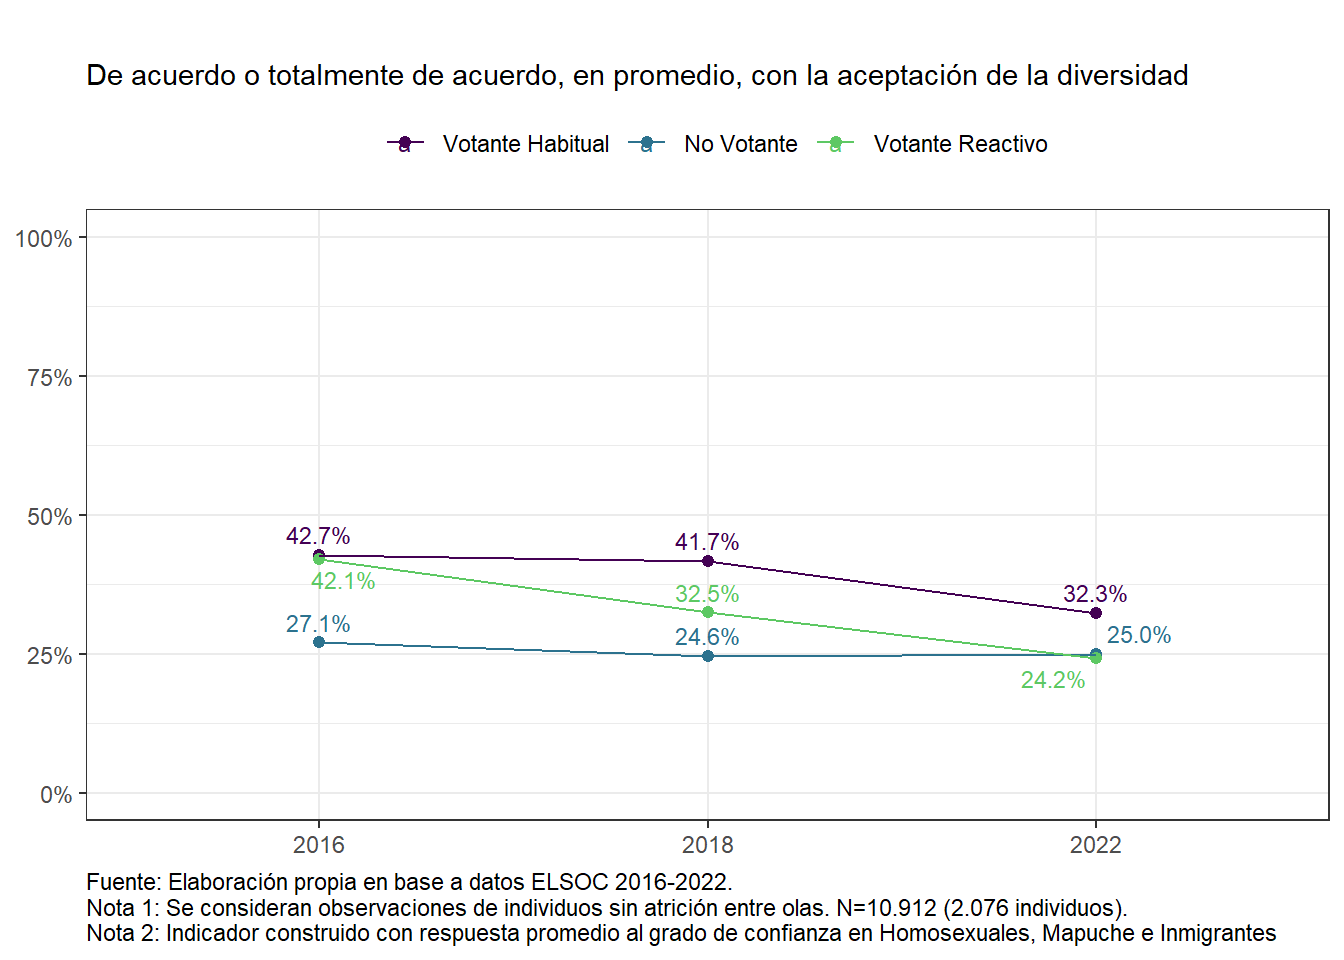 De acuerdo o totalmente de acuerdo, en promedio, con la aceptación de la diversidad
a Votante Habitual a No Votante a Votante Reactivo
100%
75%
50%
25%
0%
42.7%
41.7%
42.1%
32.5%
32.3%
27.1%
24.6%
25.0%
24.2%
2016 2018 2022
Fuente: Elaboración propia en base a datos ELSOC 2016-2022.
Nota 1: Se consideran observaciones de individuos sin atrición entre olas. N=10.912 (2.076 individuos).
Nota 2: Indicador construido con respuesta promedio al grado de confianza en Homosexuales, Mapuche e Inmigrantes